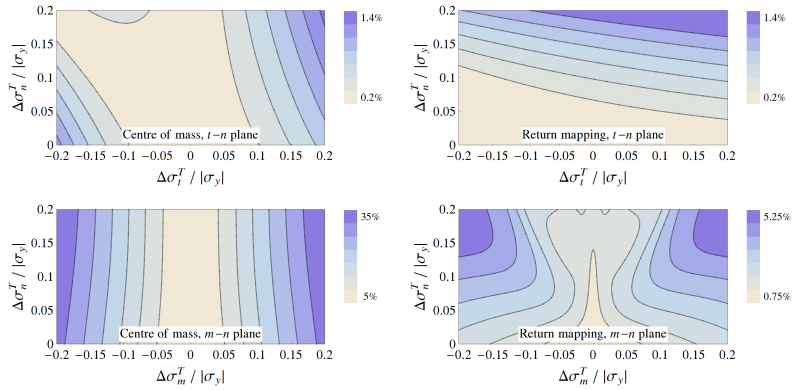 0.2
0.15
0.1
0.05
0
Δσ_n^T / |σ_y|
Centre of mass, t−n plane
−0.2 −0.15 −0.1 −0.05 0 0.05 0.1 0.15 0.2
Δσ_t^T / |σ_y|
1.4%
0.2%
0.2
0.15
0.1
0.05
0
Δσ_n^T / |σ_y|
Return mapping, t−n plane
−0.2 −0.15 −0.1 −0.05 0 0.05 0.1 0.15 0.2
Δσ_t^T / |σ_y|
1.4%
0.2%
0.2
0.15
0.1
0.05
0
Δσ_n^T / |σ_y|
Centre of mass, m−n plane
−0.2 −0.15 −0.1 −0.05 0 0.05 0.1 0.15 0.2
Δσ_m^T / |σ_y|
35%
5%
0.2
0.15
0.1
0.05
0
Δσ_n^T / |σ_y|
Return mapping, m−n plane
−0.2 −0.15 −0.1 −0.05 0 0.05 0.1 0.15 0.2
Δσ_m^T / |σ_y|
5.25%
0.75%